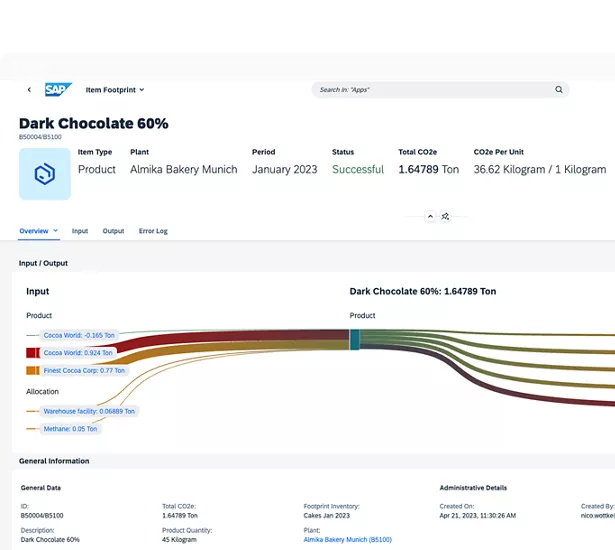 SAP Item Footprint Search In: "Apps"
Dark Chocolate 60%
B50004/B5100
Item Type Plant Period Status Total CO2e CO2e Per Unit
Product Almika Bakery Munich January 2023 Successful 1.64789 Ton 36.62 Kilogram / 1 Kilogram
Overview Input Output Error Log
Input / Output
Input Dark Chocolate 60%: 1.64789 Ton
Product Product
Cocoa World: -0.165 Ton
Cocoa World: 0.924 Ton
Finest Cocoa Corp: 0.77 Ton
Allocation
Warehouse facility: 0.06889 Ton
Methane: 0.05 Ton
General Information
General Data Administrative Details
ID: Total CO2e: Footprint Inventory: Created On: Created By:
B50004/B5100 1.64789 Ton Cakes Jan 2023 Apr 21, 2023, 11:30:26 AM nico.wottke
Description: Product Quantity: Plant:
Dark Chocolate 60% 45 Kilogram Almika Bakery Munich (B5100)